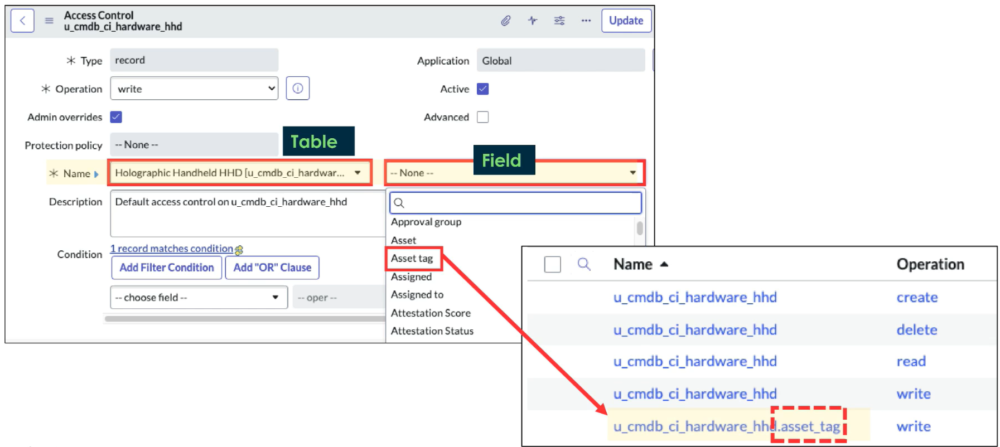 Access Control
u_cmdb_ci_hardware_hhd
Update
Type record
Application Global
Operation write
Active
Admin overrides
Advanced
Protection policy -- None --
Table
Field
Name Holographic Handheld HHD [u_cmdb_ci_hardwar...
-- None --
Description Default access control on u_cmdb_ci_hardware_hhd
Approval group
Asset
Asset tag
Assigned
Assigned to
Attestation Score
Attestation Status
Condition 1 record matches condition
Add Filter Condition Add "OR" Clause
-- choose field -- -- oper --
Name Operation
u_cmdb_ci_hardware_hhd create
u_cmdb_ci_hardware_hhd delete
u_cmdb_ci_hardware_hhd read
u_cmdb_ci_hardware_hhd write
u_cmdb_ci_hardware_hhd.asset_tag write